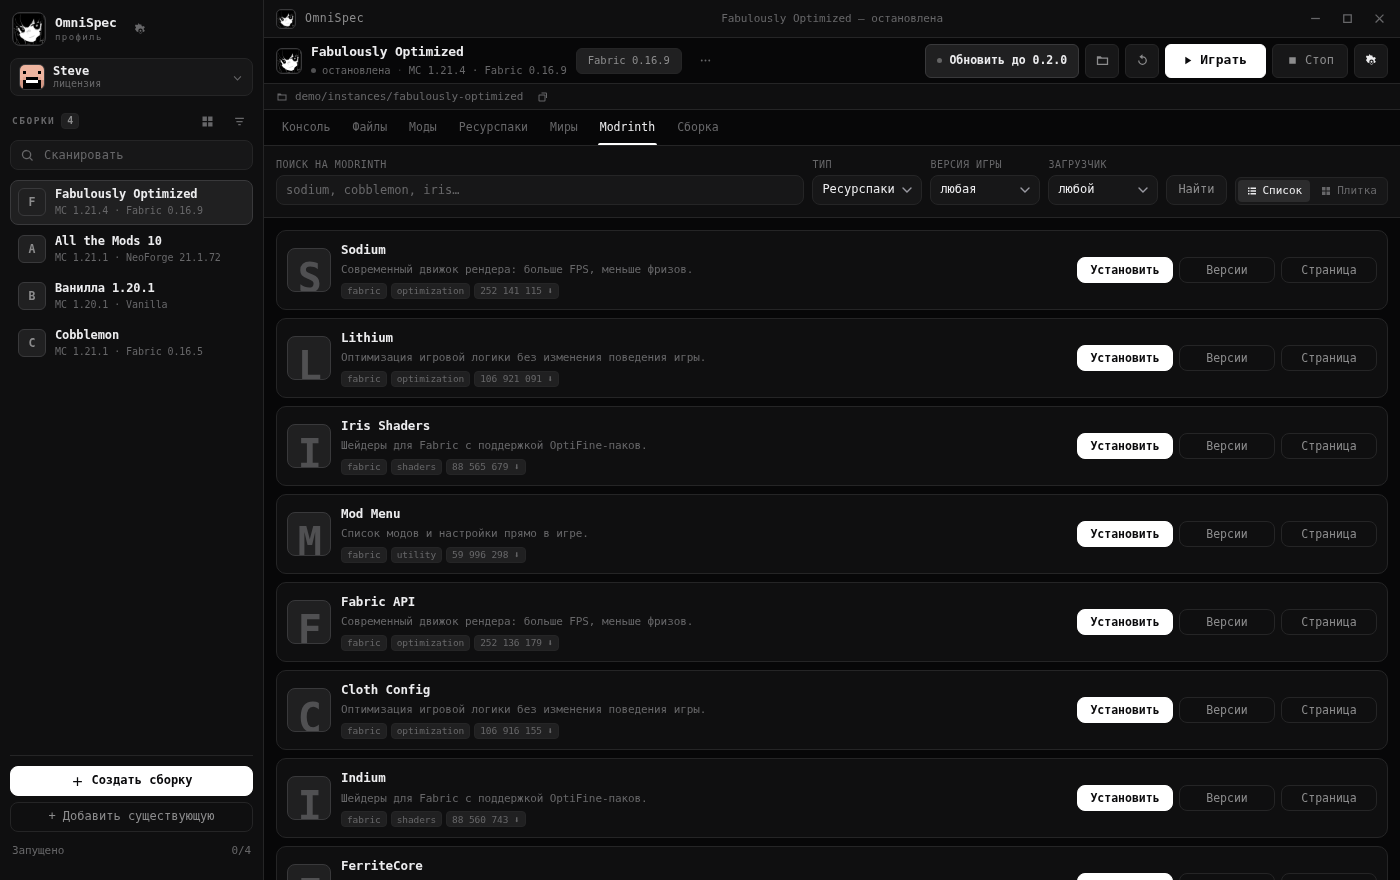 OmniSpec
профиль
Steve
лицензия
СБОРКИ 4
Сканировать
F
Fabulously Optimized
MC 1.21.4 · Fabric 0.16.9
A
All the Mods 10
MC 1.21.1 · NeoForge 21.1.72
В
Ванилла 1.20.1
MC 1.20.1 · Vanilla
C
Cobblemon
MC 1.21.1 · Fabric 0.16.5
+ Создать сборку
+ Добавить существующую
Запущено 0/4
OmniSpec
Fabulously Optimized — остановлена
Fabulously Optimized
остановлена · MC 1.21.4 · Fabric 0.16.9
Fabric 0.16.9
···
Обновить до 0.2.0
Играть
Стоп
demo/instances/fabulously-optimized
Консоль Файлы Моды Ресурспаки Миры Modrinth Сборка
ПОИСК НА MODRINTH
sodium, cobblemon, iris…
ТИП
Ресурспаки
ВЕРСИЯ ИГРЫ
любая
ЗАГРУЗЧИК
любой
Найти
Список Плитка
S
Sodium
Современный движок рендера: больше FPS, меньше фризов.
fabric optimization 252 141 115 ⬇
Установить Версии Страница
L
Lithium
Оптимизация игровой логики без изменения поведения игры.
fabric optimization 106 921 091 ⬇
Установить Версии Страница
I
Iris Shaders
Шейдеры для Fabric с поддержкой OptiFine-паков.
fabric shaders 88 565 679 ⬇
Установить Версии Страница
M
Mod Menu
Список модов и настройки прямо в игре.
fabric utility 59 996 298 ⬇
Установить Версии Страница
F
Fabric API
Современный движок рендера: больше FPS, меньше фризов.
fabric optimization 252 136 179 ⬇
Установить Версии Страница
C
Cloth Config
Оптимизация игровой логики без изменения поведения игры.
fabric optimization 106 916 155 ⬇
Установить Версии Страница
I
Indium
Шейдеры для Fabric с поддержкой OptiFine-паков.
fabric shaders 88 560 743 ⬇
Установить Версии Страница
FerriteCore